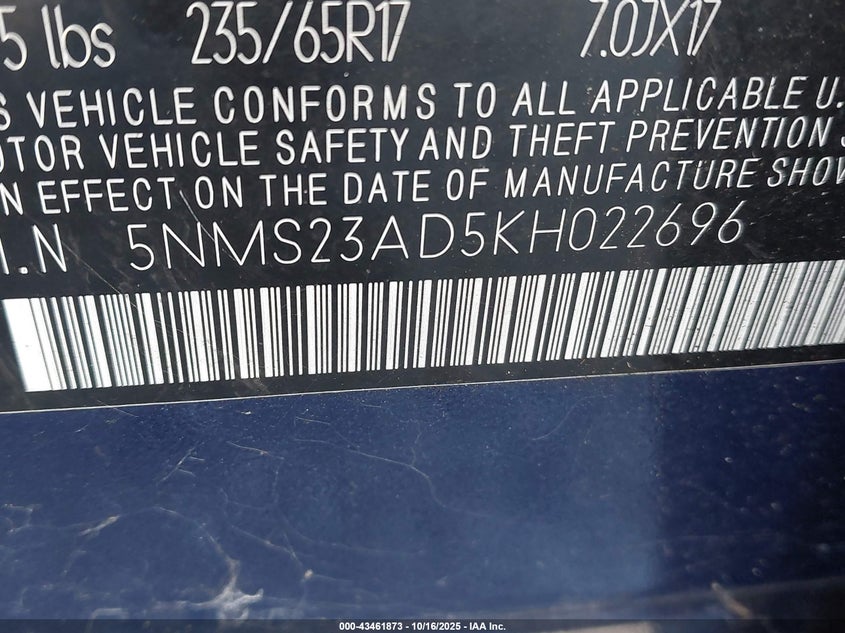 5 lbs 235/65R17 7.0JX17
S VEHICLE CONFORMS TO ALL APPLICABLE U.
OTOR VEHICLE SAFETY AND THEFT PREVENTION S
N EFFECT ON THE DATE OF MANUFACTURE SHOW
I.N 5NMS23AD5KH022696
000-43461873 - 10/16/2025 - IAA Inc.